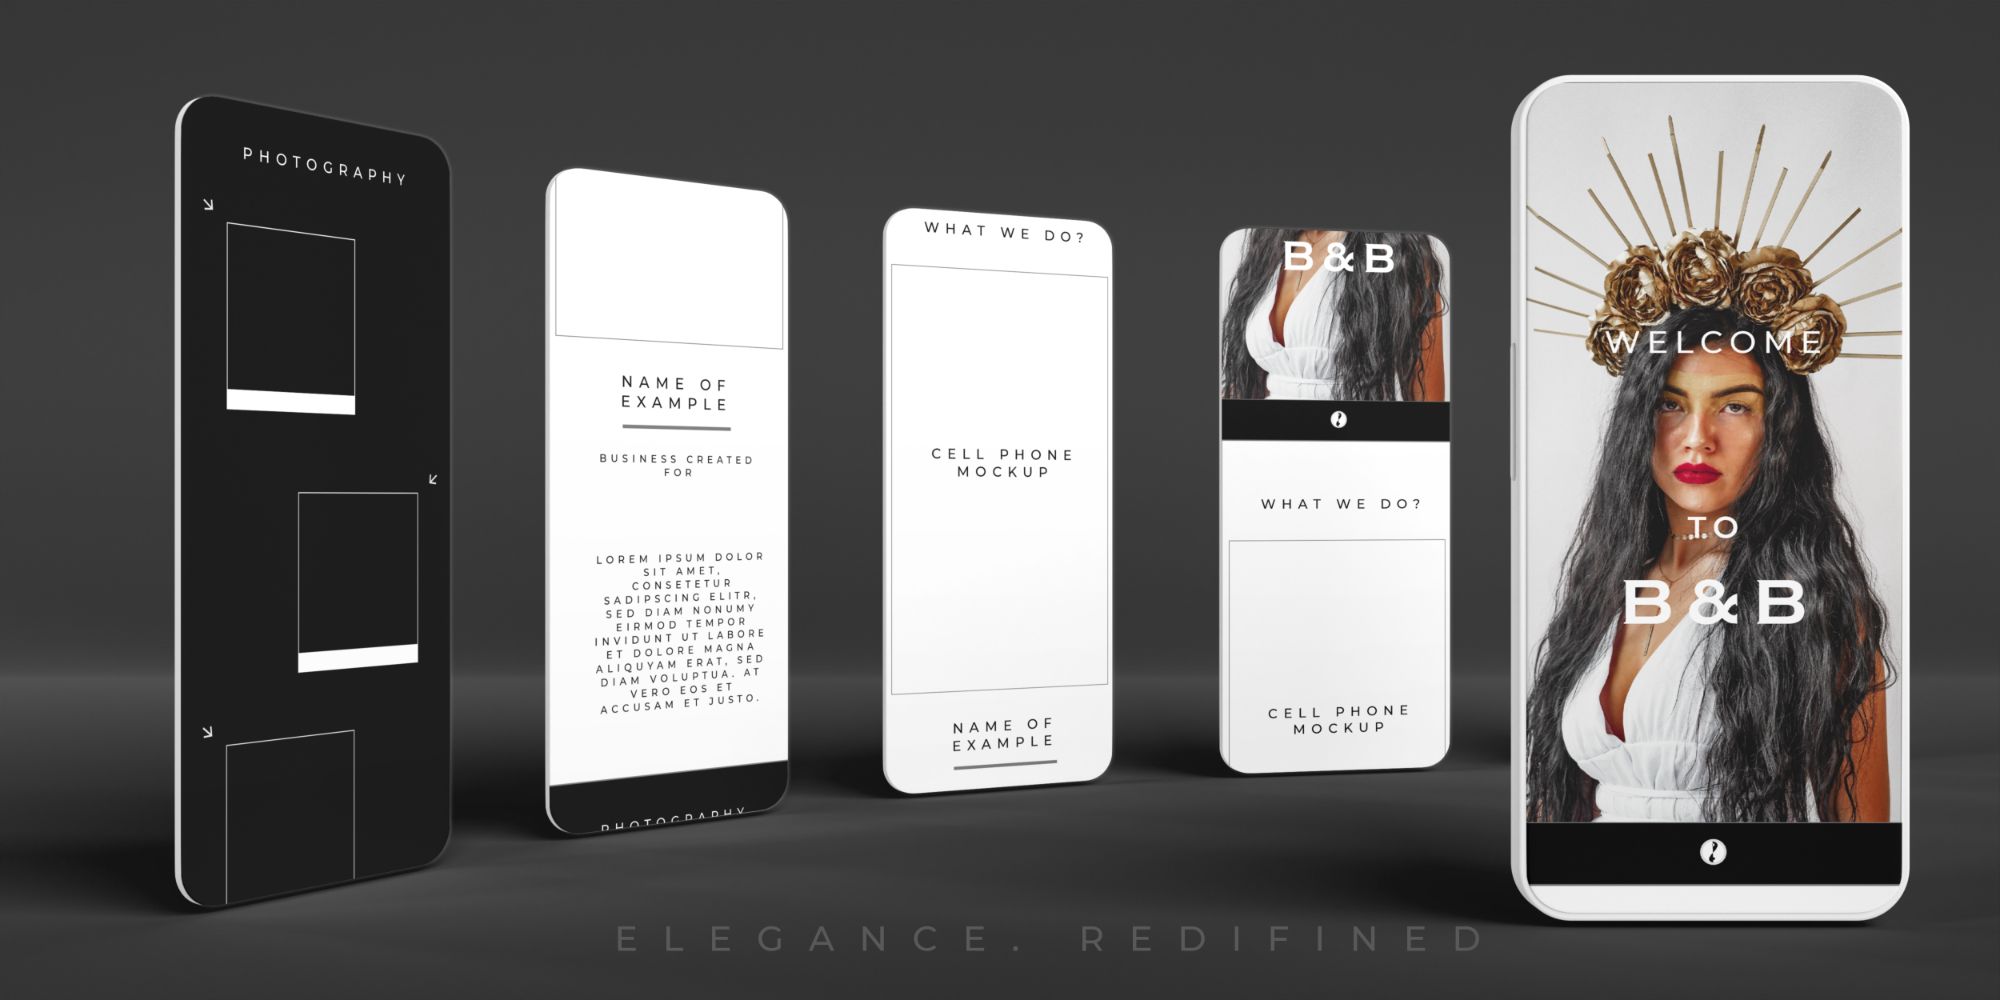 PHOTOGRAPHY
NAME OF
EXAMPLE
BUSINESS CREATED
FOR
LOREM IPSUM DOLOR
SIT AMET,
CONSETETUR
SADIPSCING ELITR,
SED DIAM NONUMY
EIRMOD TEMPOR
INVIDUNT UT LABORE
ET DOLORE MAGNA
ALIQUYAM ERAT, SED
DIAM VOLUPTUA. AT
VERO EOS ET
ACCUSAM ET JUSTO.
PHOTOGRAPHY
WHAT WE DO?
CELL PHONE
MOCKUP
NAME OF
EXAMPLE
B&B
WHAT WE DO?
CELL PHONE
MOCKUP
WELCOME
TO
B&B
ELEGANCE. REDIFINED